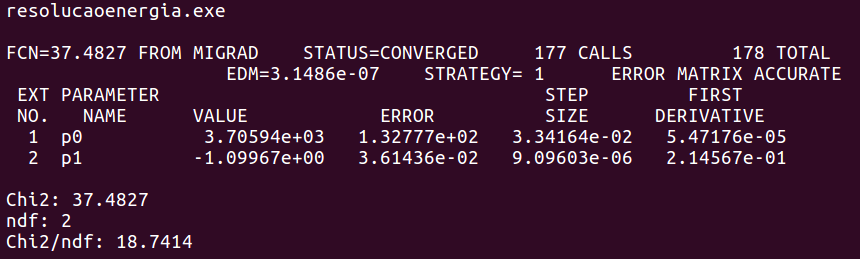 resolucaoenergia.exe
FCN=37.4827 FROM MIGRAD    STATUS=CONVERGED     177 CALLS         178 TOTAL
                     EDM=3.1486e-07    STRATEGY= 1      ERROR MATRIX ACCURATE
 EXT PARAMETER                                   STEP         FIRST
 NO.   NAME      VALUE            ERROR          SIZE      DERIVATIVE
  1  p0           3.70594e+03   1.32777e+02   3.34164e-02   5.47176e-05
  2  p1          -1.09967e+00   3.61436e-02   9.09603e-06   2.14567e-01
Chi2: 37.4827
ndf: 2
Chi2/ndf: 18.7414